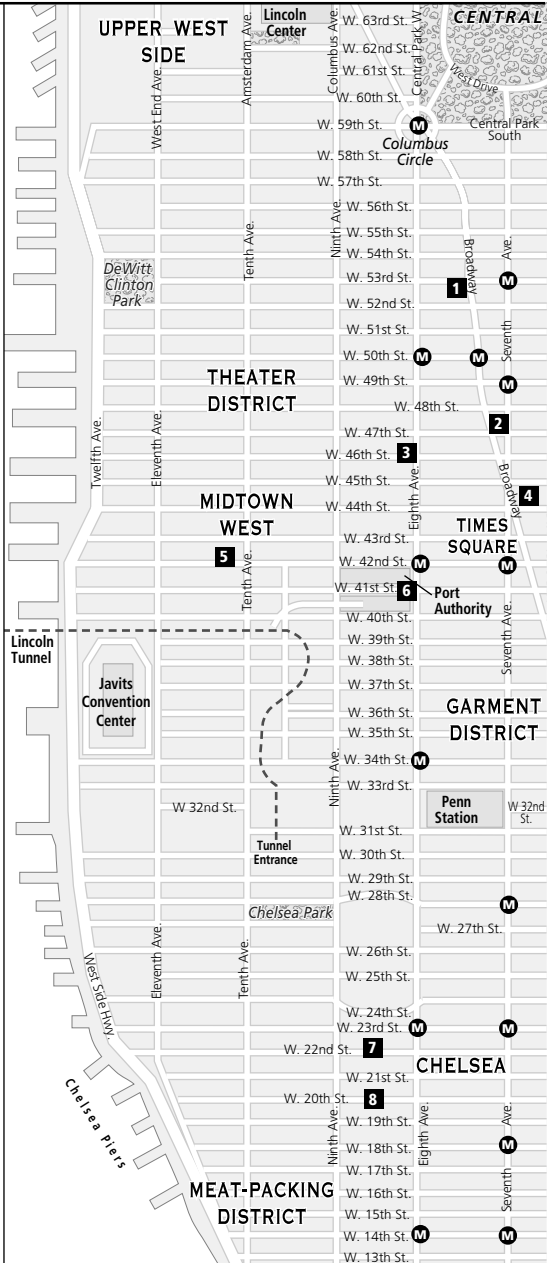 Lincoln
Center
W. 63rd St.
CENTRAL
UPPER WEST
SIDE
Amsterdam Ave.
Columbus Ave.
Central Park W.
W. 62nd St.
W. 61st St.
West End Ave.
West Drive
W. 60th St.
W. 59th St.
M
Central Park
South
Columbus
Circle
W. 58th St.
W. 57th St.
W. 56th St.
Ninth Ave.
Tenth Ave.
W. 55th St.
W. 54th St.
Broadway
Ave.
DeWitt
Clinton
Park
W. 53rd St.
M
1
W. 52nd St.
W. 51st St.
Seventh
W. 50th St.
M
M
THEATER
DISTRICT
W. 49th St.
M
W. 48th St.
2
Twelfth Ave.
Eleventh Ave.
W. 47th St.
W. 46th St.
3
W. 45th St.
Eighth Ave.
Broadway
4
MIDTOWN
WEST
W. 44th St.
TIMES
SQUARE
W. 43rd St.
5
Tenth Ave.
W. 42nd St.
M
M
W. 41st St.
6
Port
Authority
W. 40th St.
Lincoln
Tunnel
W. 39th St.
Seventh Ave.
W. 38th St.
Javits
Convention
Center
W. 37th St.
W. 36th St.
GARMENT
DISTRICT
W. 35th St.
Ninth Ave.
W. 34th St.
M
W. 33rd St.
W 32nd St.
Penn
Station
W 32nd
St.
W. 31st St.
Tunnel
Entrance
W. 30th St.
W. 29th St.
W. 28th St.
M
Chelsea Park
W. 27th St.
Eleventh Ave.
Tenth Ave.
W. 26th St.
W. 25th St.
West Side Hwy.
W. 24th St.
W. 23rd St.
M
M
W. 22nd St.
7
CHELSEA
W. 21st St.
Chelsea Piers
W. 20th St.
8
Ninth Ave.
Eighth Ave.
Ave.
W. 19th St.
W. 18th St.
M
W. 17th St.
MEAT-PACKING
DISTRICT
W. 16th St.
Seventh
W. 15th St.
W. 14th St.
M
M
W. 13th St.